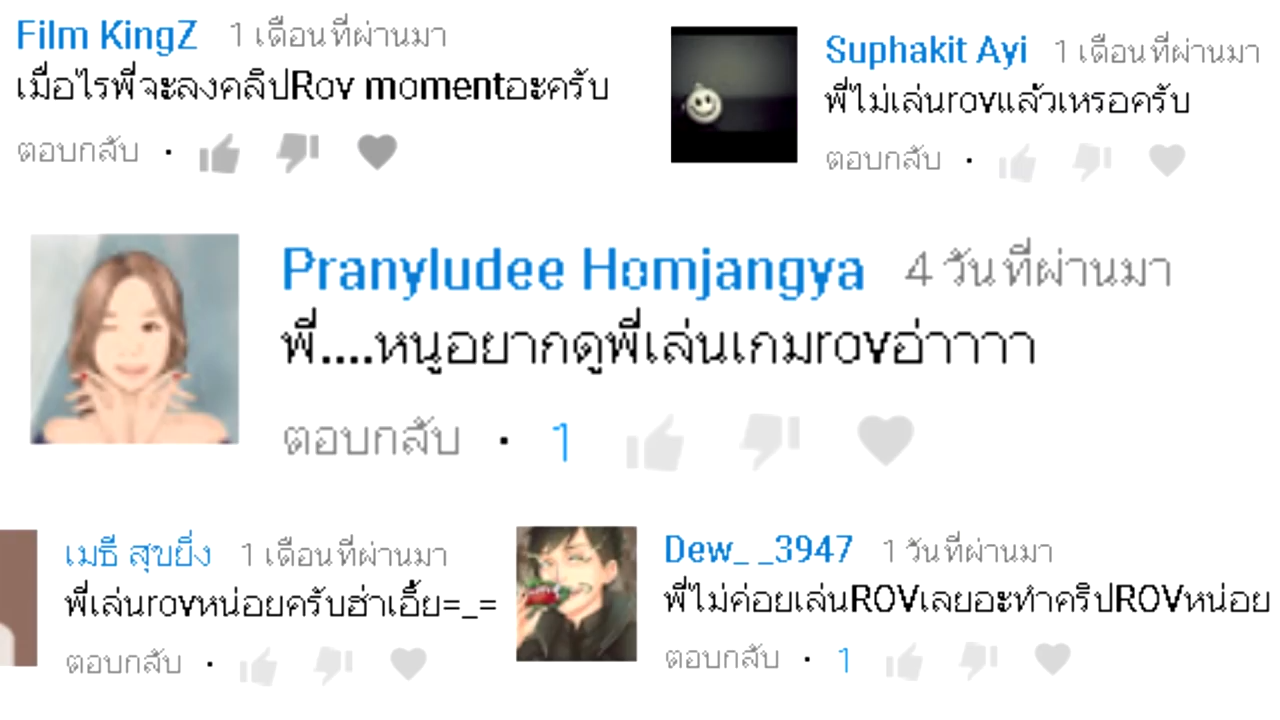 Film KingZ 1 เดือนที่ผ่านมา
เมื่อไรพี่จะลงคลิปRov momentอะครับ
ตอบกลับ •
Suphakit Ayi 1 เดือนที่ผ่านมา
พี่ไม่เล่นrovแล้วเหรอครับ
ตอบกลับ •
Pranyludee Homjangya 4 วันที่ผ่านมา
พี่....หนูอยากดูพี่เล่นเกมrovอ่าาาา
ตอบกลับ • 1
เมธี สุขยิ่ง 1 เดือนที่ผ่านมา
พี่เล่นrovหน่อยครับฮ่าเอิ้ย=_=
ตอบกลับ •
Dew_ _3947 1 วันที่ผ่านมา
พี่ไม่ค่อยเล่นROVเลยอะทำคริปROVหน่อย
ตอบกลับ • 1